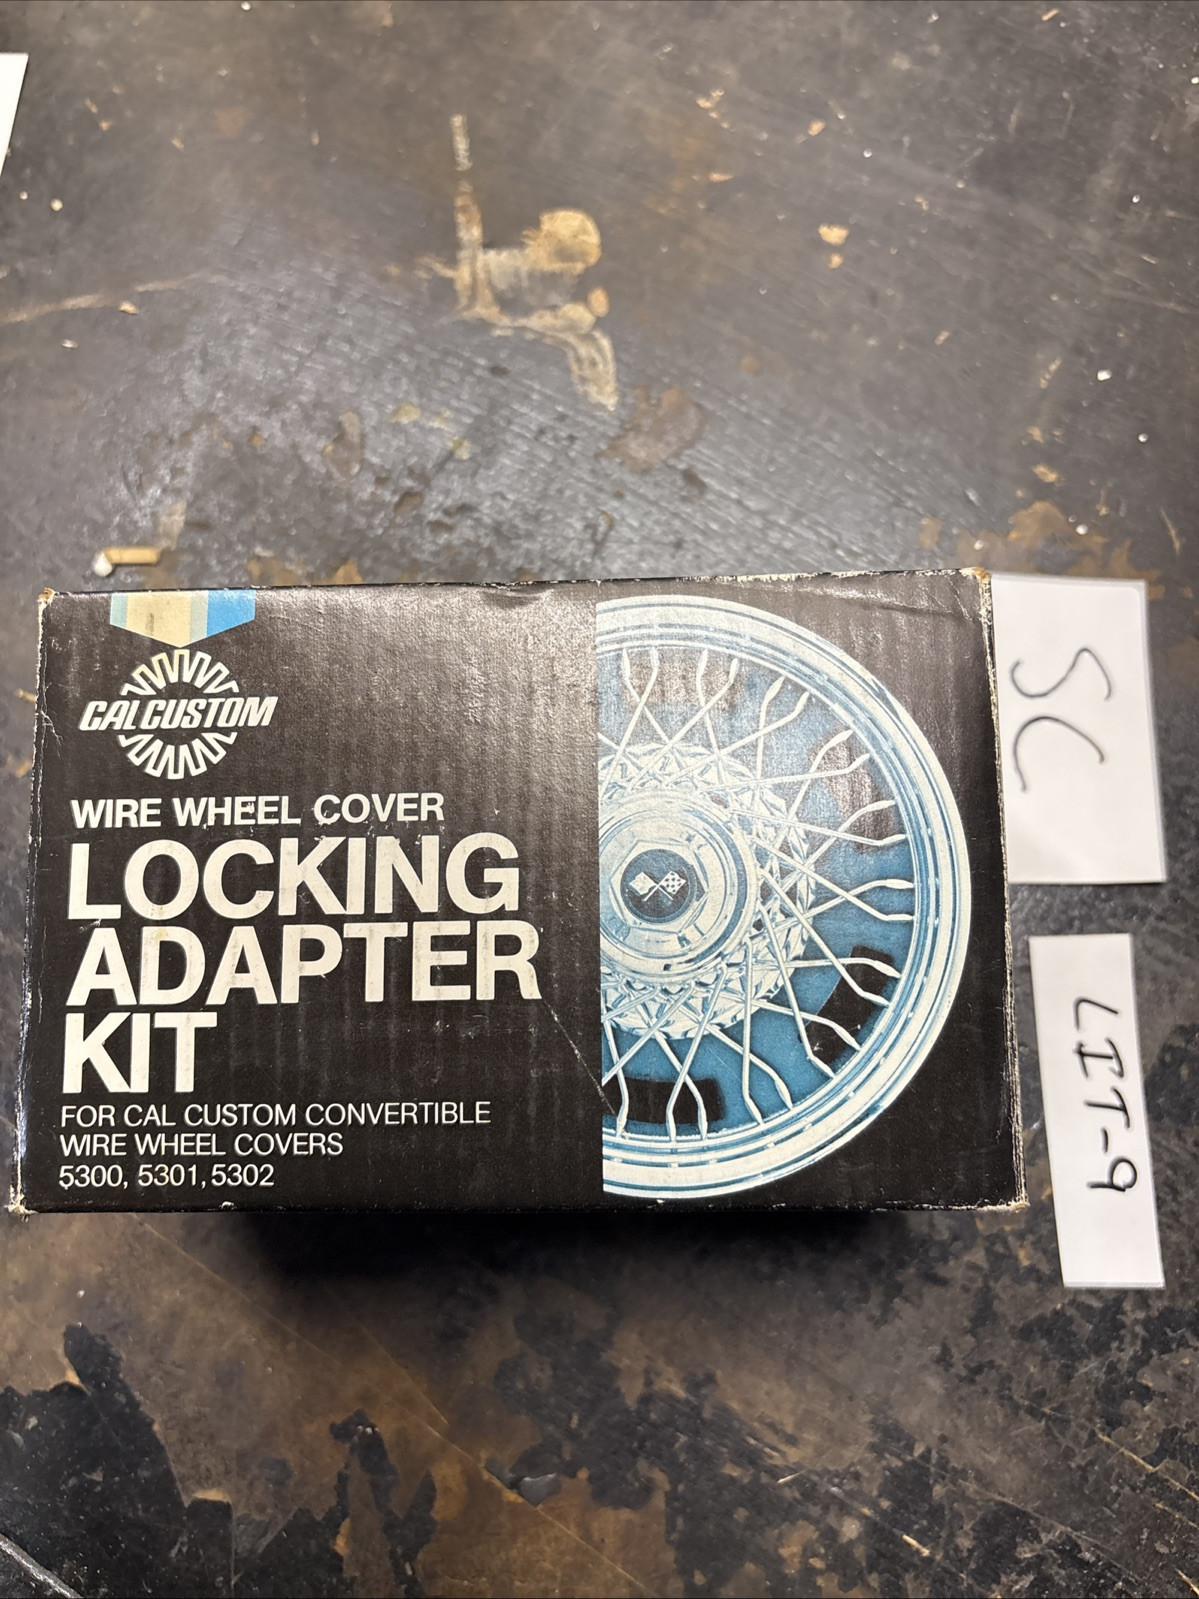 CAL CUSTOM
WIRE WHEEL COVER
LOCKING
ADAPTER
KIT
FOR CAL CUSTOM CONVERTIBLE
WIRE WHEEL COVERS
5300, 5301, 5302
SC
LIT-9